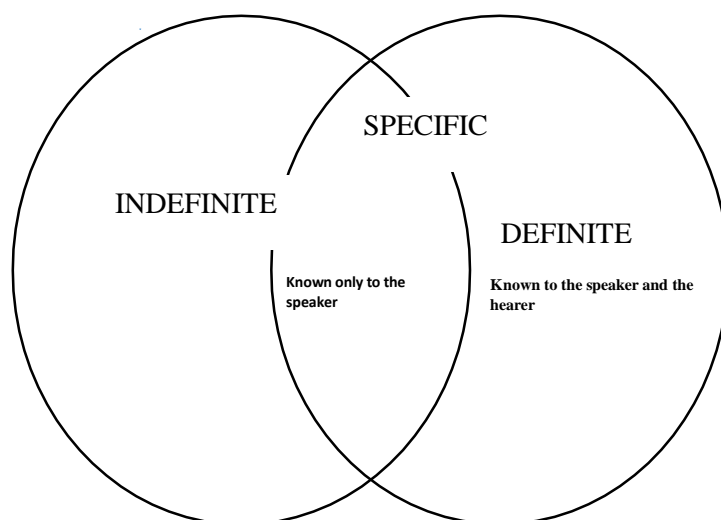 SPECIFIC
INDEFINITE
DEFINITE
Known only to the
speaker
Known to the speaker and the
hearer